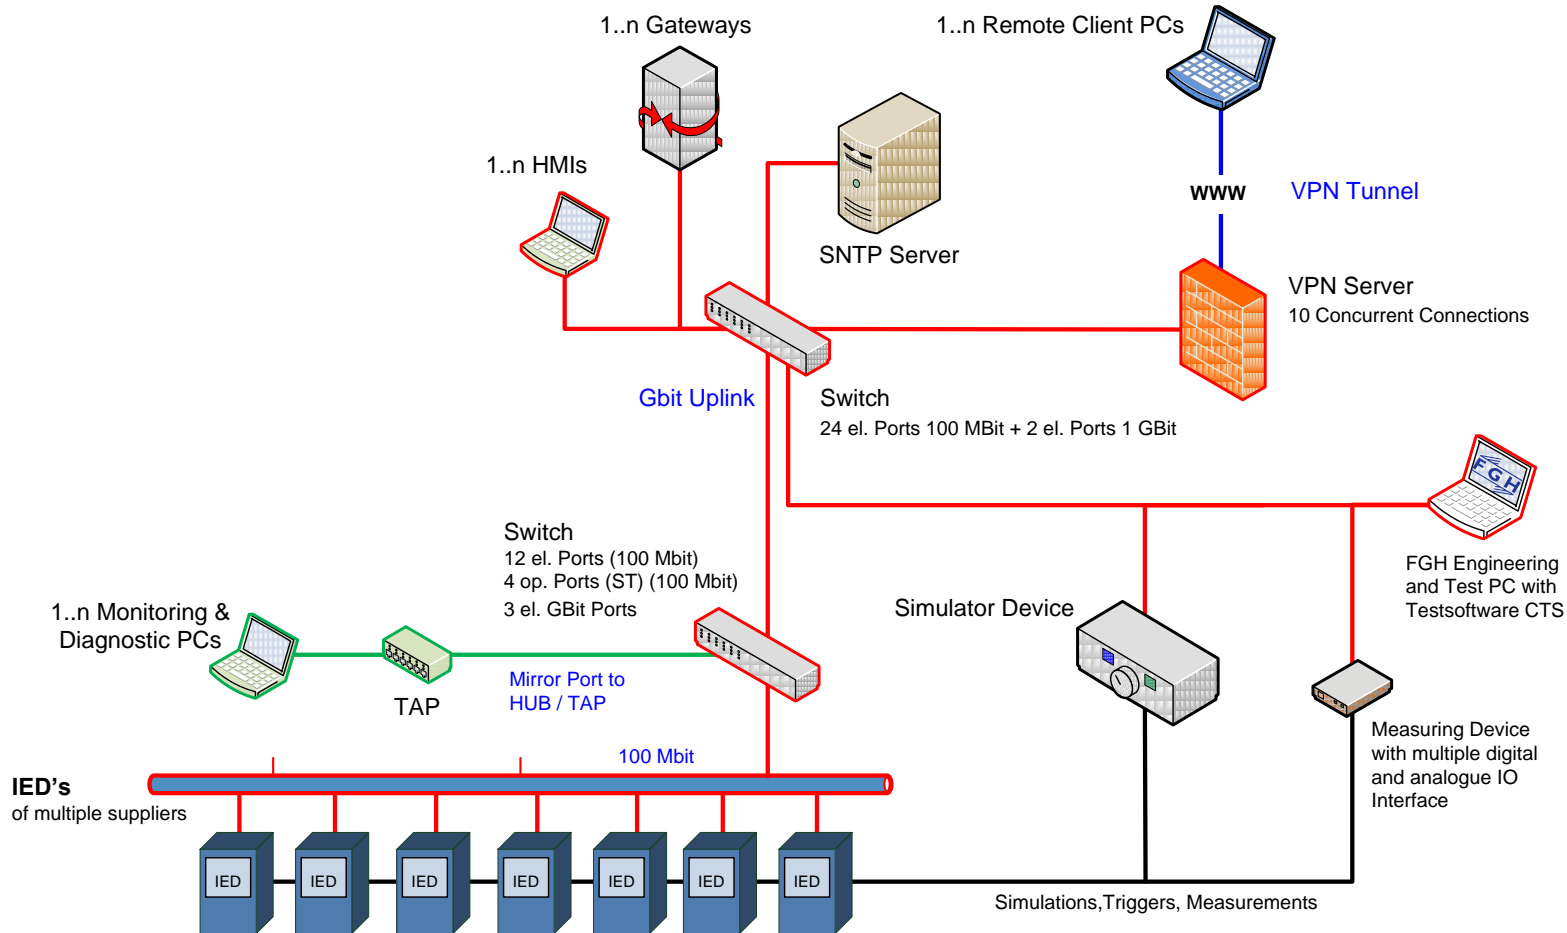 1..n Gateways
1..n Remote Client PCs
1..n HMIs
www
VPN Tunnel
SNTP Server
VPN Server
10 Concurrent Connections
Gbit Uplink
Switch
24 el. Ports 100 MBit + 2 el. Ports 1 GBit
FGH
FGH Engineering
and Test PC with
Testsoftware CTS
Switch
12 el. Ports (100 Mbit)
4 op. Ports (ST) (100 Mbit)
3 el. GBit Ports
1..n Monitoring &
Diagnostic PCs
TAP
Mirror Port to
HUB / TAP
Simulator Device
Measuring Device
with multiple digital
and analogue IO
Interface
100 Mbit
IED's
of multiple suppliers
IED
IED
IED
IED
IED
IED
IED
Simulations,Triggers, Measurements